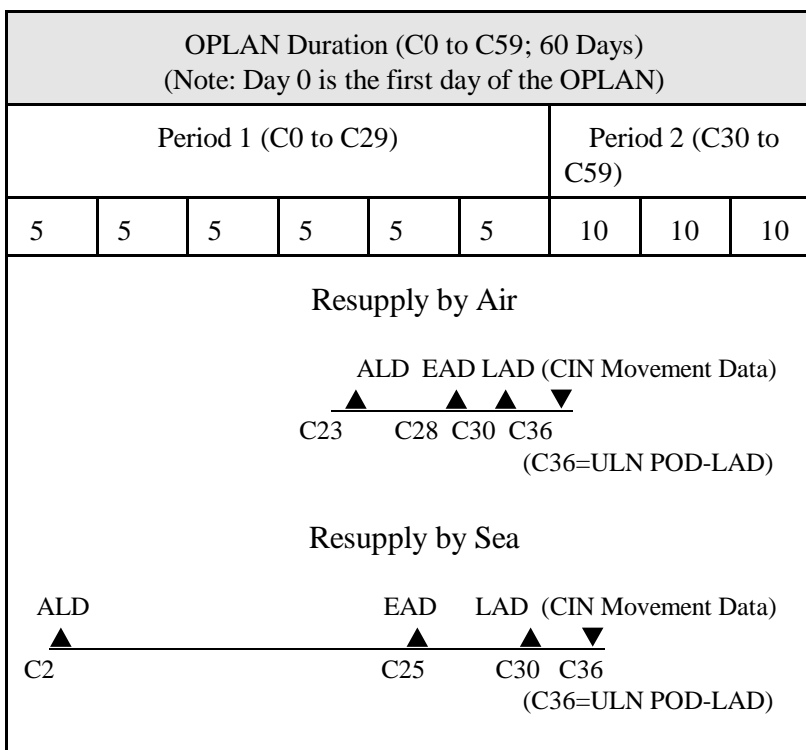 OPLAN Duration (C0 to C59; 60 Days)
(Note: Day 0 is the first day of the OPLAN)
Period 1 (C0 to C29)
Period 2 (C30 to
C59)
5 5 5 5 5 5 10 10 10
Resupply by Air
ALD EAD LAD (CIN Movement Data)
C23 C28 C30 C36
(C36=ULN POD-LAD)
Resupply by Sea
ALD EAD LAD (CIN Movement Data)
C2 C25 C30 C36
(C36=ULN POD-LAD)